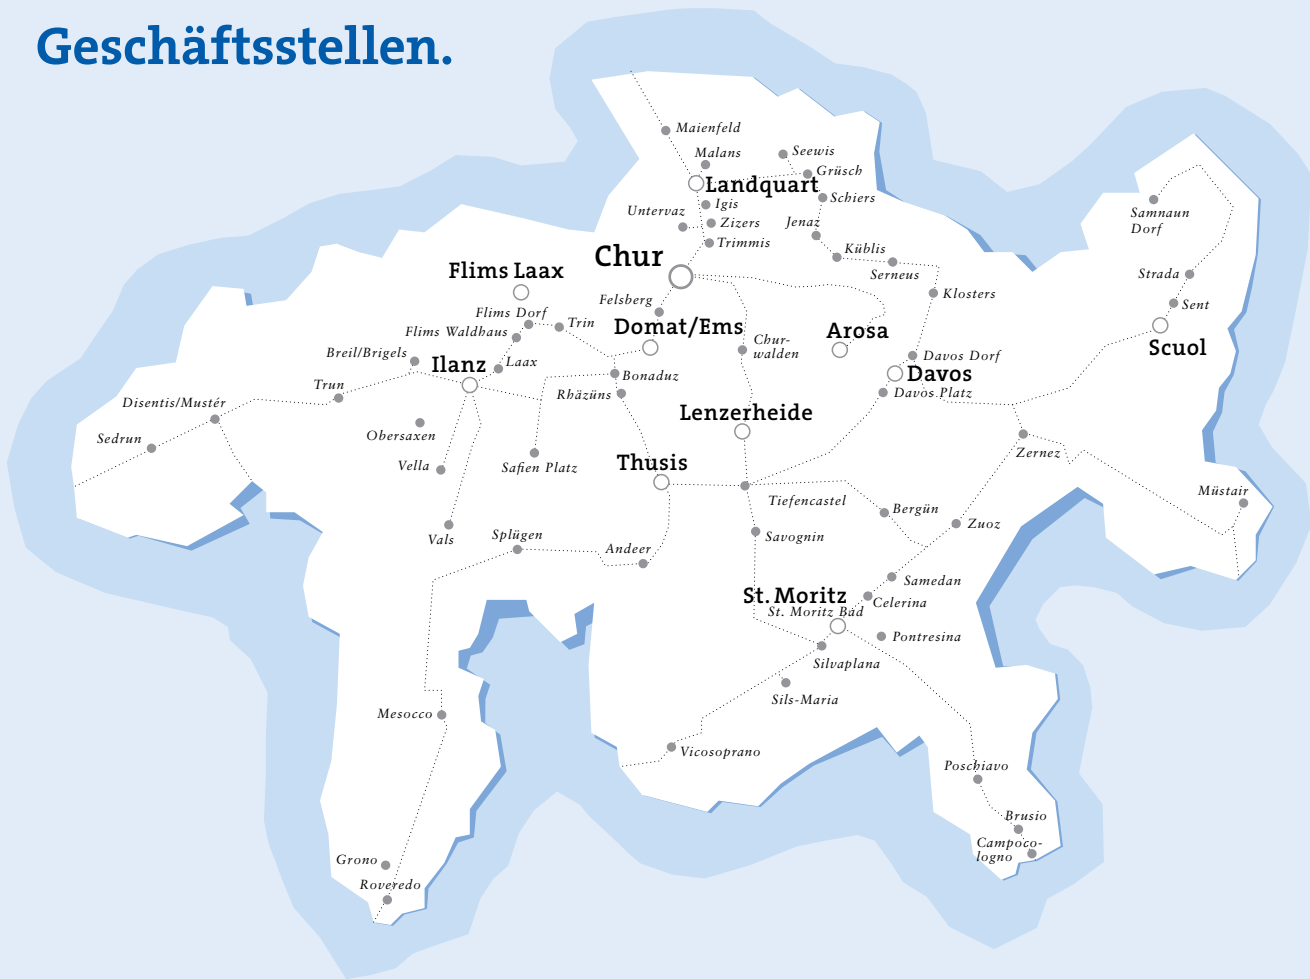 Geschäftsstellen.
Maienfeld
Malans
Seewis
Grüsch
Landquart
Schiers
Igis
Untervaz
Zizers
Jenaz
Trimmis
Küblis
Serneus
Chur
Klosters
Samnaun
Dorf
Strada
Sent
Scuol
Flims Laax
Felsberg
Flims Dorf
Trin
Flims Waldhaus
Domat/Ems
Arosa
Chur-
walden
Breil/Brigels
Ilanz
Laax
Davos Dorf
Davos
Davos Platz
Bonaduz
Trun
Rhäzüns
Disentis/Mustér
Lenzerheide
Sedrun
Obersaxen
Vella
Safien Platz
Thusis
Zernez
Müstair
Tiefencastel
Bergün
Zuoz
Vals
Splügen
Andeer
Savognin
Samedan
St. Moritz
Celerina
St. Moritz Bad
Pontresina
Silvaplana
Sils-Maria
Mesocco
Vicosoprano
Poschiavo
Brusio
Campoco-
logno
Grono
Roveredo